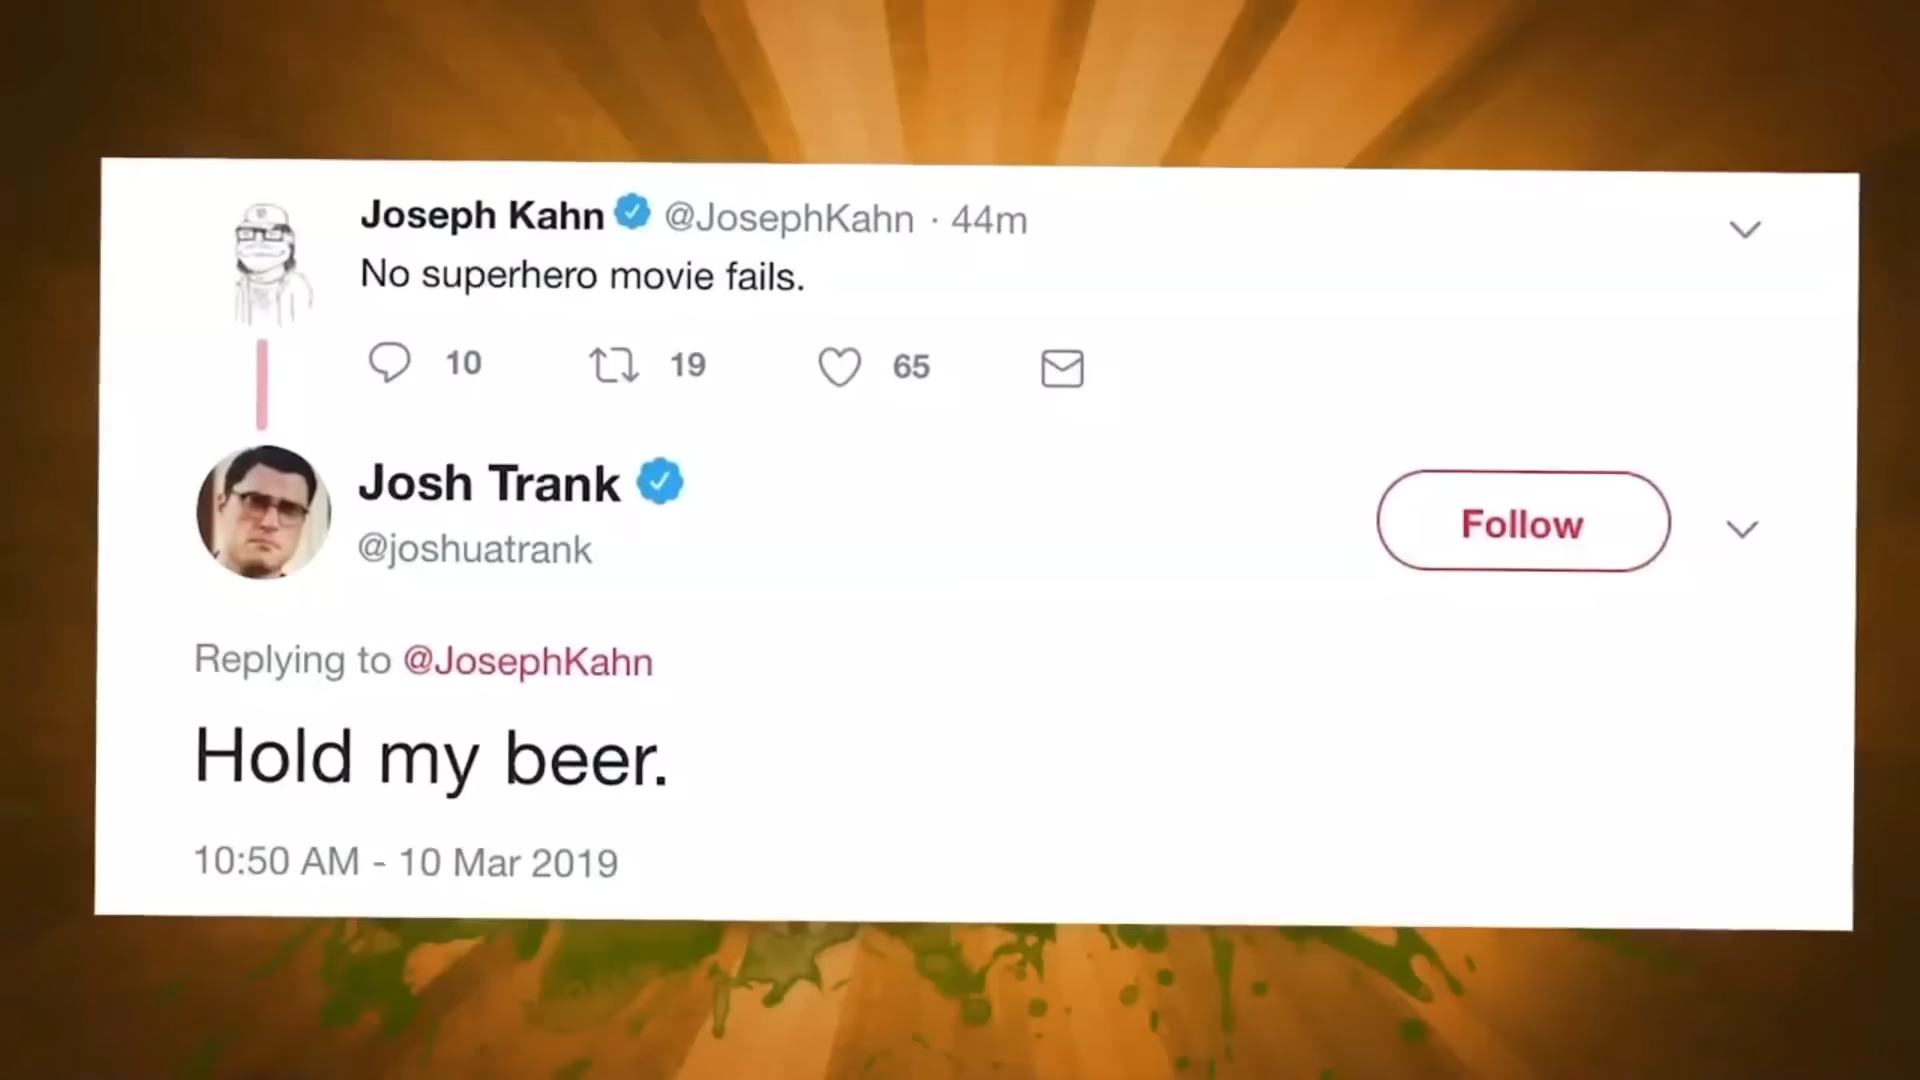 Joseph Kahn @JosephKahn · 44m
No superhero movie fails.
10 19 65
Josh Trank
@joshuatrank
Follow
Replying to @JosephKahn
Hold my beer.
10:50 AM - 10 Mar 2019